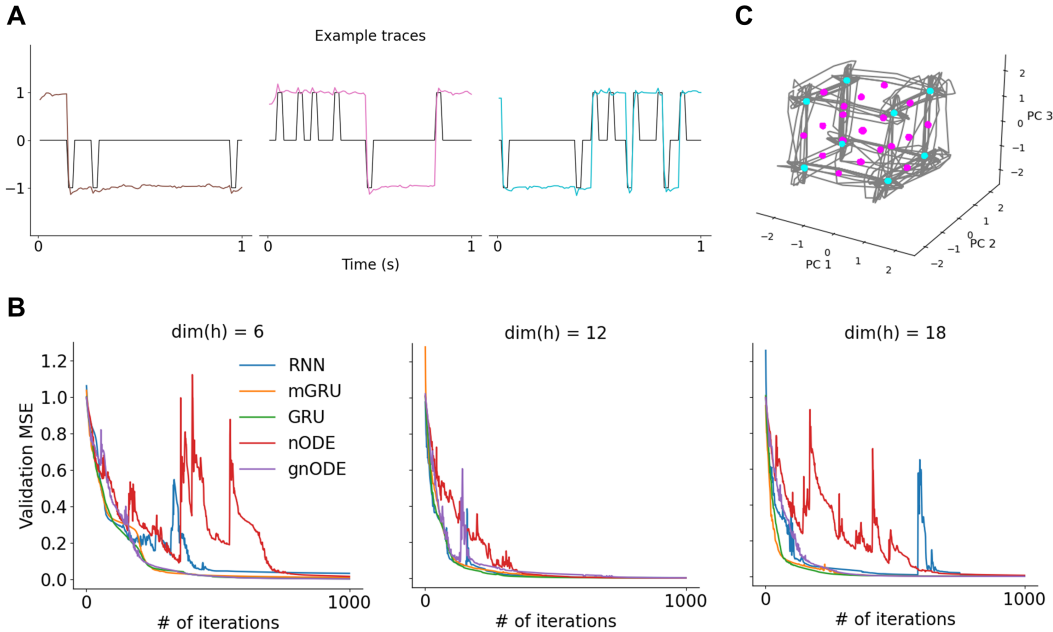 A
Example traces
1
0
−1
0
1
0
1
0
1
Time (s)
C
2
1
0
−1
−2
PC 3
2
1
0
−1
−2
PC 2
−2
−1
0
1
2
PC 1
B
dim(h) = 6
dim(h) = 12
dim(h) = 18
Validation MSE
1.2
1.0
0.8
0.6
0.4
0.2
0.0
RNN
mGRU
GRU
nODE
gnODE
0
1000
0
1000
0
1000
# of iterations
# of iterations
# of iterations